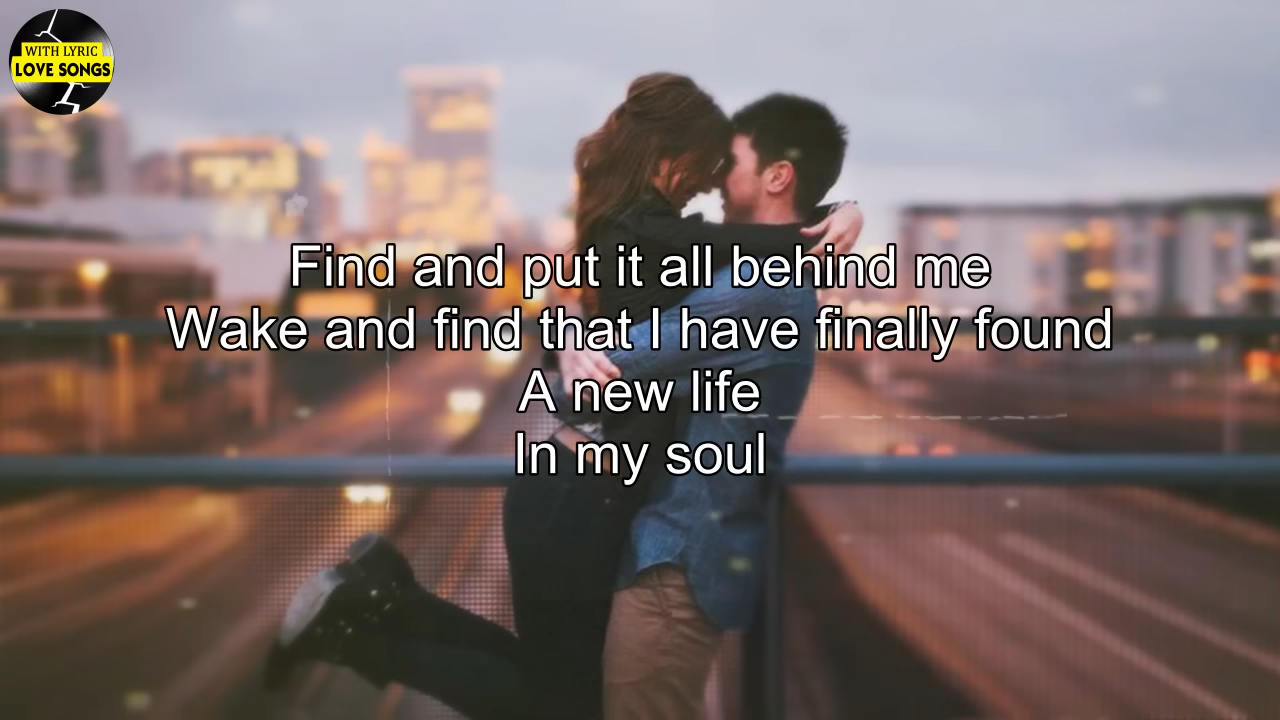 WITH LYRIC
LOVE SONGS
Find and put it all behind me
Wake and find that I have finally found
A new life
In my soul